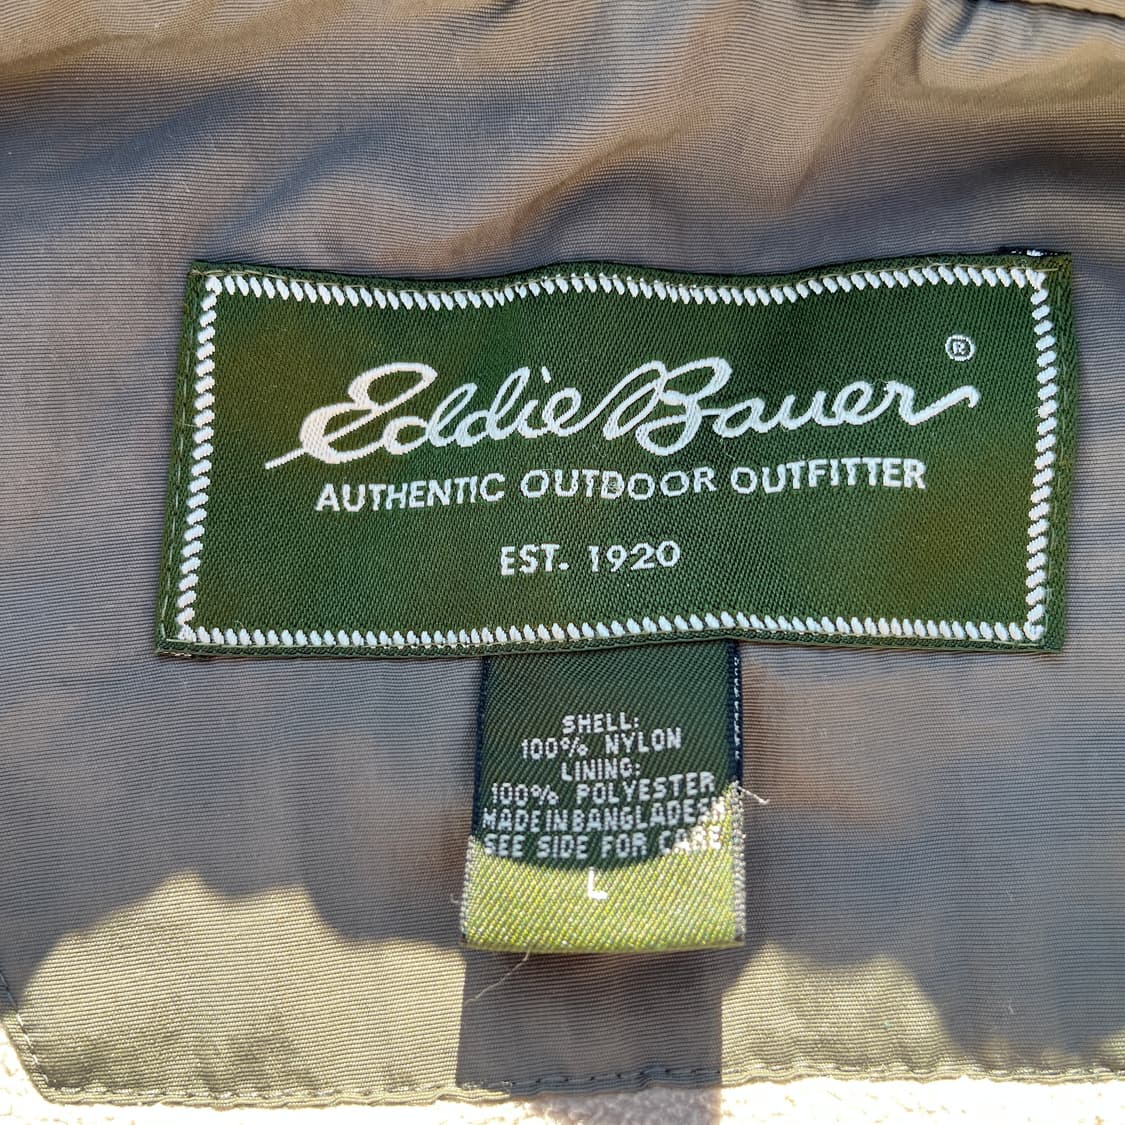 Eddie Bauer ®
AUTHENTIC OUTDOOR OUTFITTER
EST. 1920
SHELL:
100% NYLON
LINING:
100% POLYESTER
MADE IN BANGLADESH
SEE SIDE FOR CARE
L